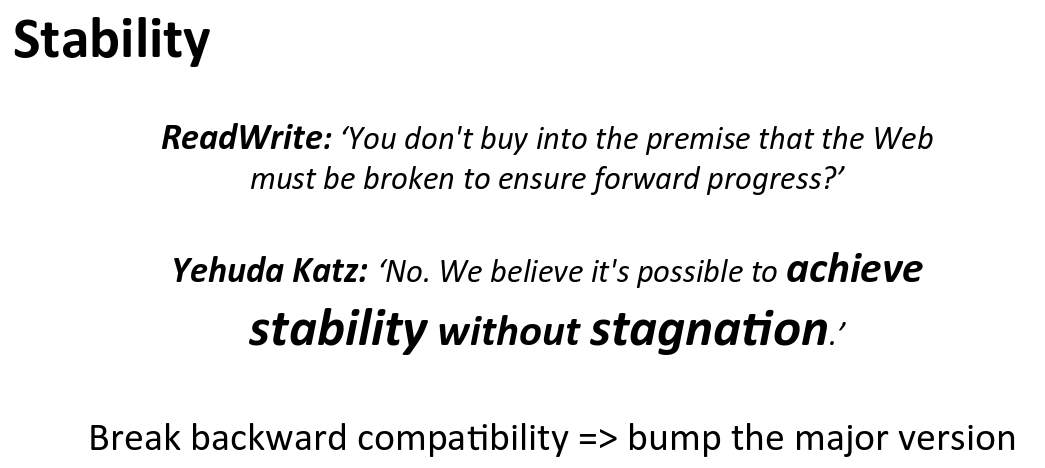 Stability
ReadWrite: ‘You don't buy into the premise that the Web
must be broken to ensure forward progress?’
Yehuda Katz: ‘No. We believe it's possible to achieve
stability without stagnation.’
Break backward compatibility => bump the major version